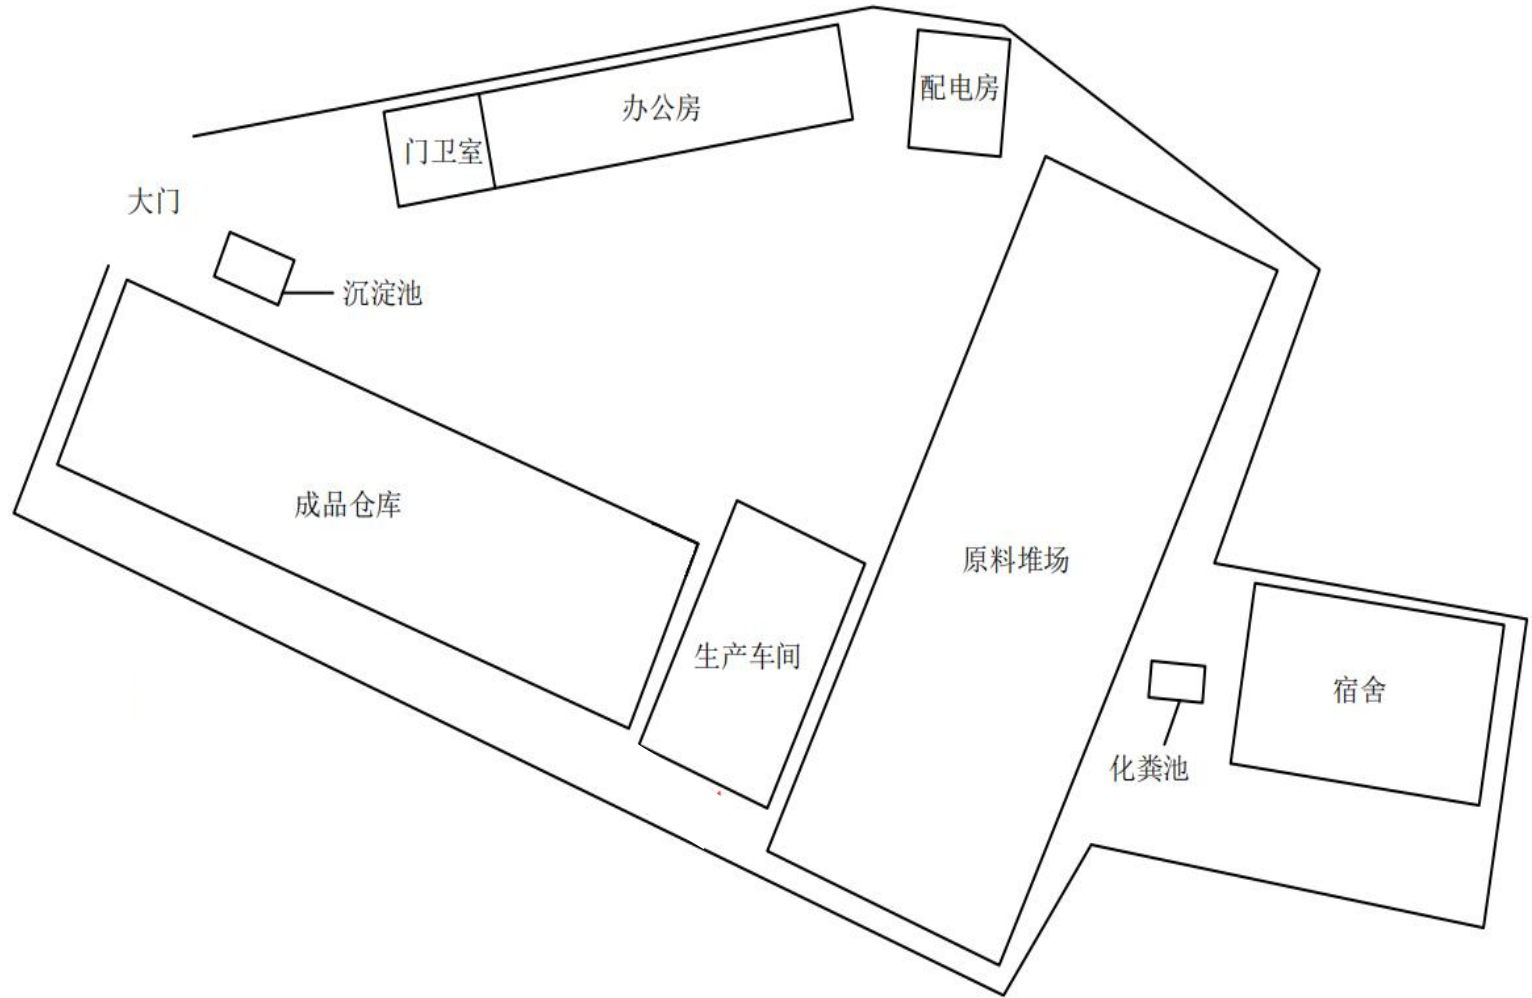 配电房
办公房
门卫室
大门
沉淀池
成品仓库
原料堆场
生产车间
宿舍
化粪池